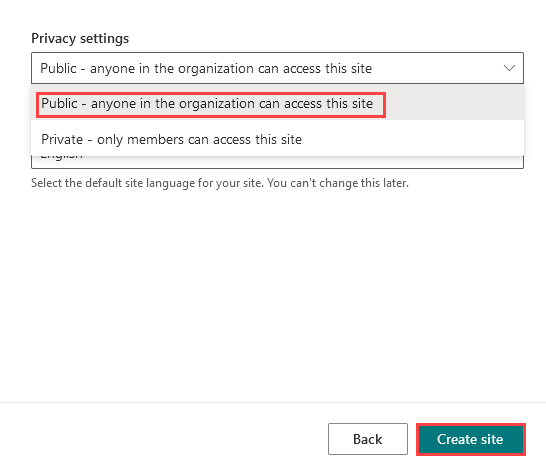 Privacy settings
Public - anyone in the organization can access this site
Public - anyone in the organization can access this site
Private - only members can access this site
English
Select the default site language for your site. You can't change this later.
Back
Create site